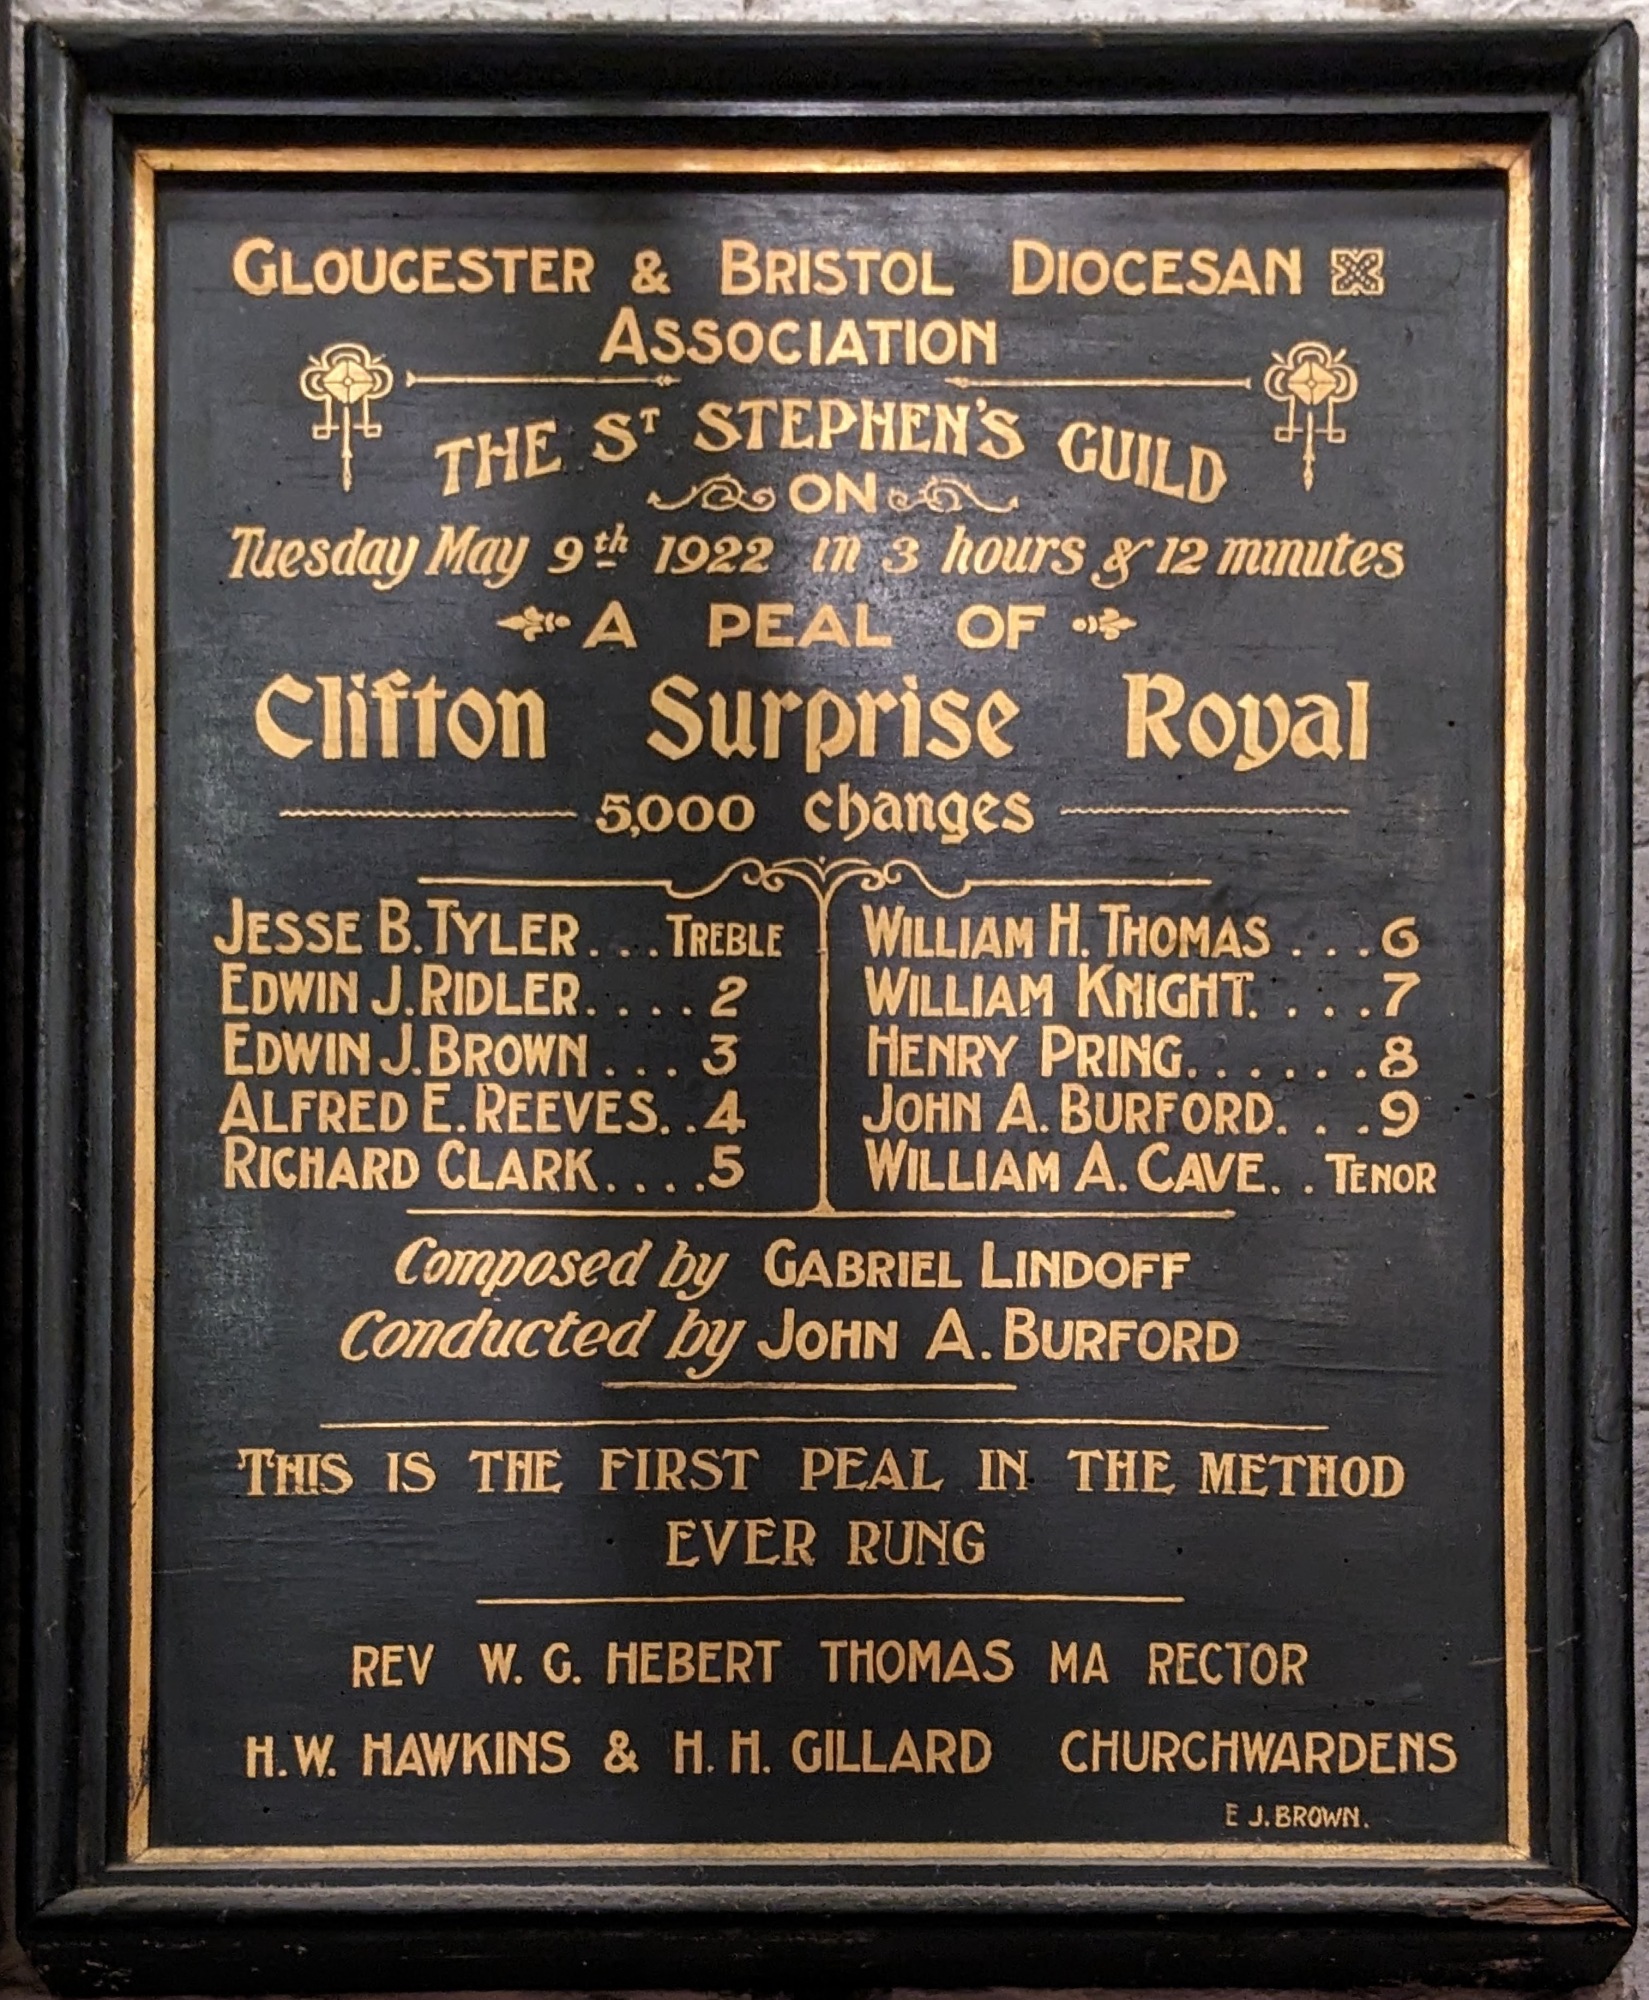 GLOUCESTER & BRISTOL DIOCESAN
ASSOCIATION
THE ST STEPHEN'S GUILD
ON
Tuesday May 9th 1922 in 3 hours & 12 minutes
A PEAL OF
Clifton Surprise Royal
5,000 changes
JESSE B. TYLER . . . TREBLE
EDWIN J. RIDLER. . . . . 2
EDWIN J. BROWN . . . . 3
ALFRED E. REEVES. . . 4
RICHARD CLARK. . . . . 5
WILLIAM H. THOMAS . . . . 6
WILLIAM KNIGHT. . . . . 7
HENRY PRING. . . . . . . 8
JOHN A. BURFORD. . . . 9
WILLIAM A. CAVE. . . TENOR
Composed by GABRIEL LINDOFF
Conducted by JOHN A. BURFORD
THIS IS THE FIRST PEAL IN THE METHOD
EVER RUNG
REV W. G. HEBERT THOMAS MA RECTOR
H. W. HAWKINS & H. H. GILLARD CHURCHWARDENS
E J. BROWN.